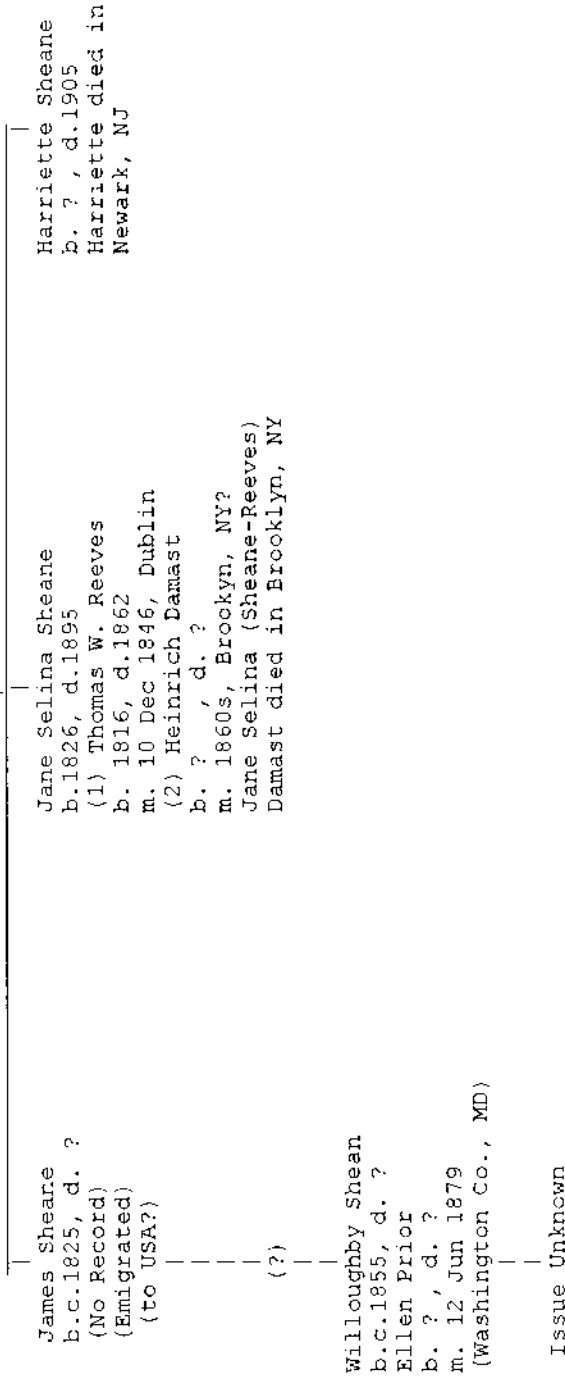 James Sheane
b.c.1825, d. ?
(No Record)
(Emigrated)
(to USA?)
(?)
Willoughby Shean
b.c.1855, d. ?
Ellen Prior
b. ? , d. ?
m. 12 Jun 1879
(Washington Co., MD)
Issue Unknown
Jane Selina Sheane
b.1826, d.1895
(1) Thomas W. Reeves
b. 1816, d.1862
m. 10 Dec 1846, Dublin
(2) Heinrich Damast
b. ? , d. ?
m. 1860s, Brookyn, NY?
Jane Selina (Sheane-Reeves)
Damast died in Brooklyn, NY
Harriette Sheane
b. ? , d.1905
Harriette died in
Newark, NJ